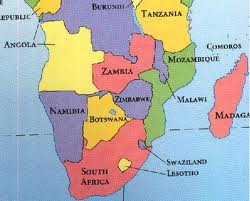 BURUNDI
TANZANIA
REPUBLIC
ANGOLA
COMOROS
MOZAMBIQUE
ZAMBIA
MALAWI
ZIMBABWE
MADAGA
NAMIBIA
BOTSWANA
SWAZILAND
SOUTH
AFRICA
LESOTHO